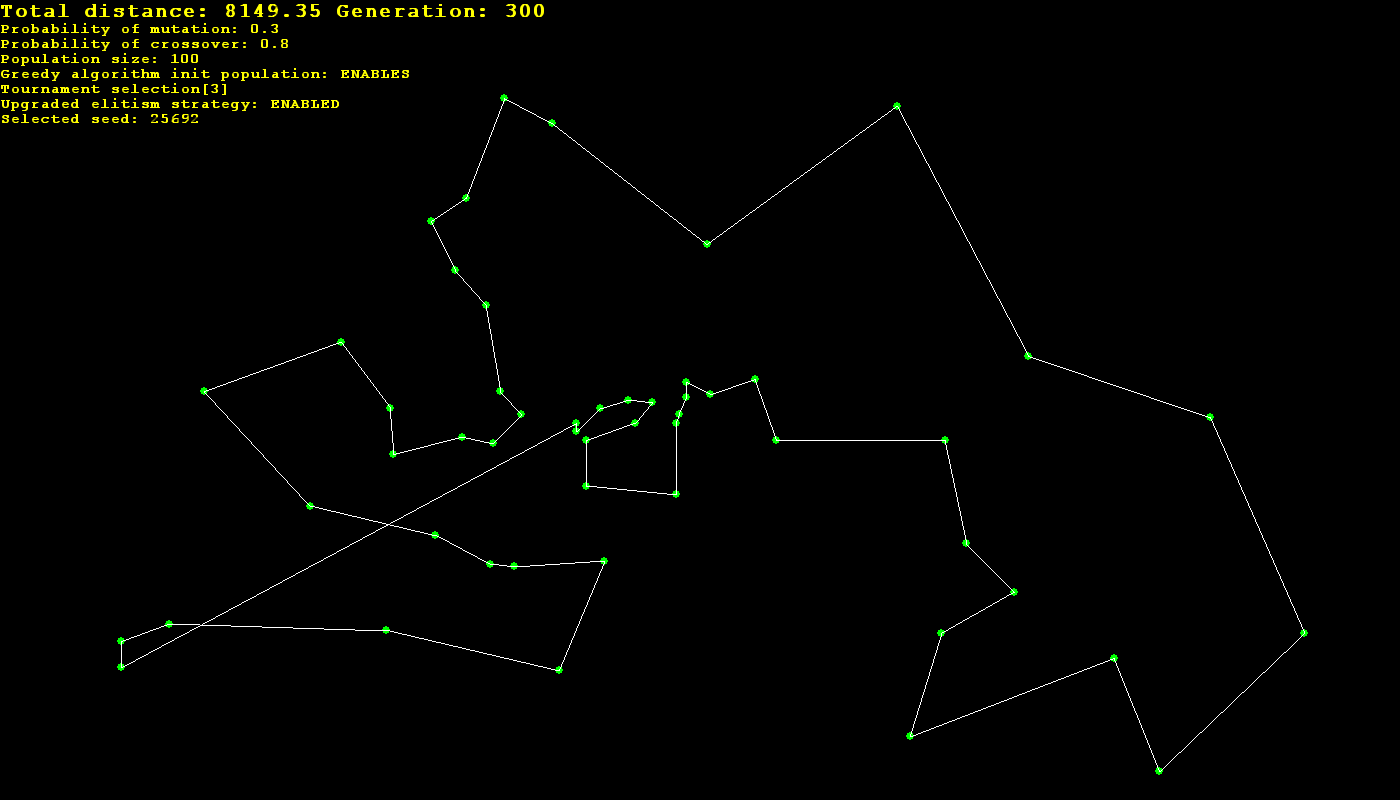 Total distance: 8149.35 Generation: 300
Probability of mutation: 0.3
Probability of crossover: 0.8
Population size: 100
Greedy algorithm init population: ENABLES
Tournament selection[3]
Upgraded elitism strategy: ENABLED
Selected seed: 25692